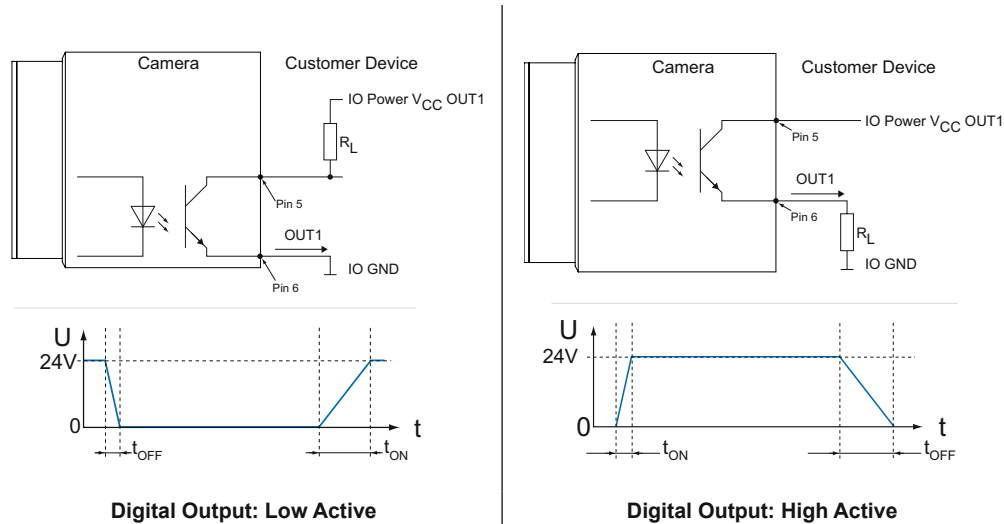 Camera
Customer Device
IO Power VCC OUT1
RL
Pin 5
OUT1
IO GND
Pin 6
U
24V
0
t
tOFF
tON
Digital Output: Low Active
Camera
Customer Device
IO Power VCC OUT1
Pin 5
OUT1
Pin 6
RL
IO GND
U
24V
0
t
tON
tOFF
Digital Output: High Active